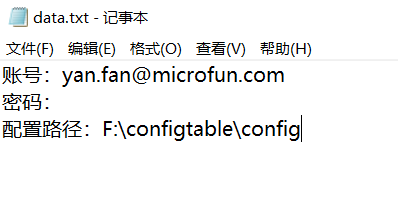 data.txt - 记事本
文件(F) 编辑(E) 格式(O) 查看(V) 帮助(H)
账号：yan.fan@microfun.com
密码：
配置路径：F:\configtable\config